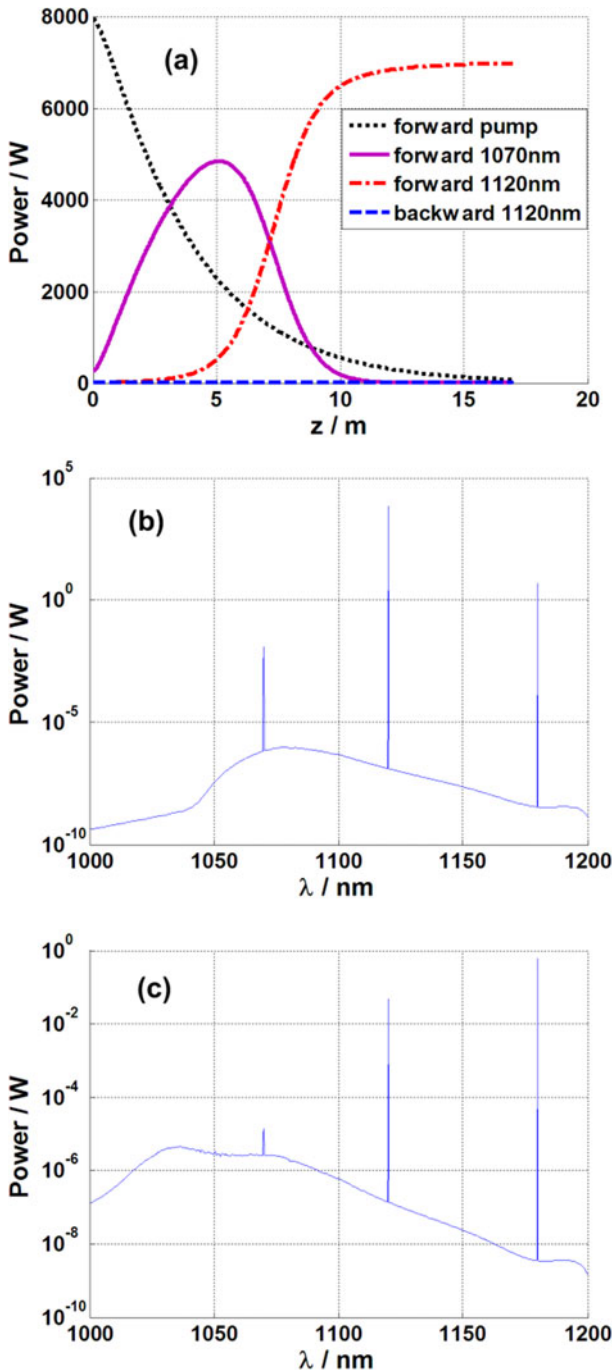 (a)
Power / W
8000
6000
4000
2000
0
forward pump
forward 1070nm
forward 1120nm
backward 1120nm
0 5 10 15 20
z / m
(b)
Power / W
10^5
10^0
10^-5
10^-10
1000 1050 1100 1150 1200
λ / nm
(c)
Power / W
10^0
10^-2
10^-4
10^-6
10^-8
10^-10
1000 1050 1100 1150 1200
λ / nm